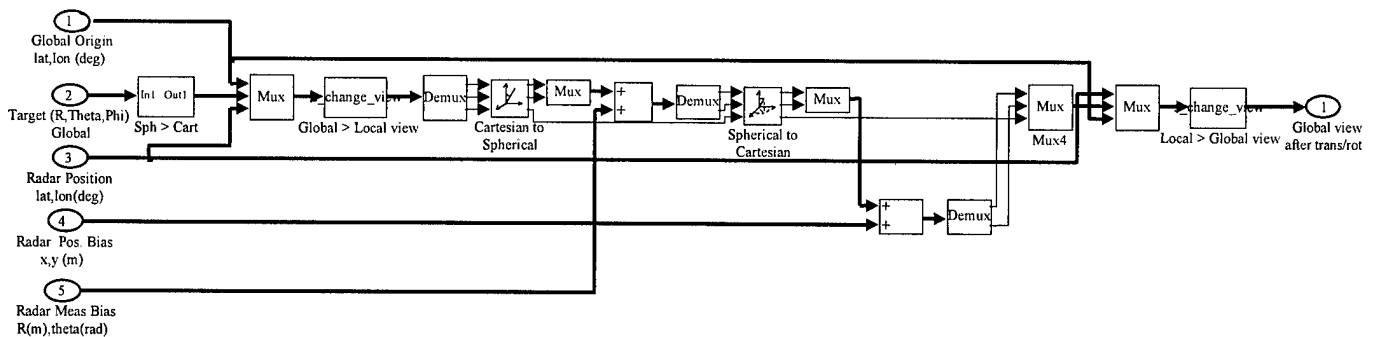 1
Global Origin
lat,lon (deg)
2
Target (R,Theta,Phi)
Global
In1 Out1
Sph > Cart
3
Radar Position
lat,lon(deg)
4
Radar Pos. Bias
x,y (m)
5
Radar Meas Bias
R(m),theta(rad)
Mux
_change_view
Global > Local view
Demux
Cartesian to
Spherical
Mux
+
+
Demux
Spherical to
Cartesian
Mux
+
+
Demux
Mux
Mux4
Mux
_change_view
Local > Global view
1
Global view
after trans/rot